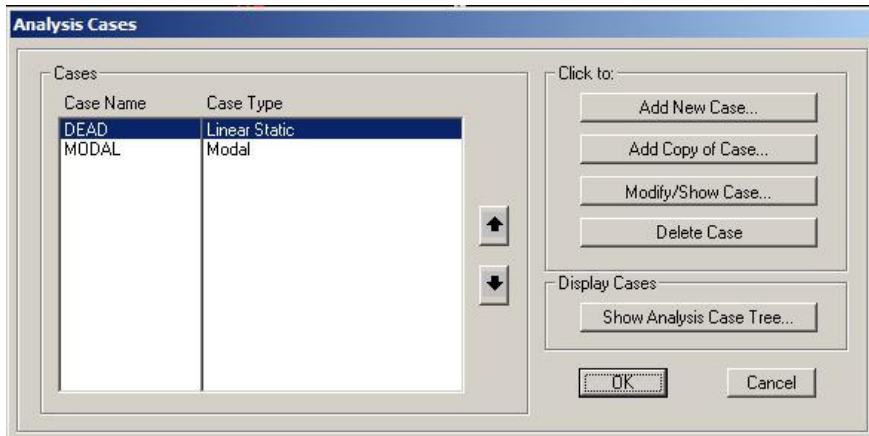 Analysis Cases
Cases
Case Name Case Type
DEAD Linear Static
MODAL Modal
Click to:
Add New Case...
Add Copy of Case...
Modify/Show Case...
Delete Case
Display Cases
Show Analysis Case Tree...
OK Cancel